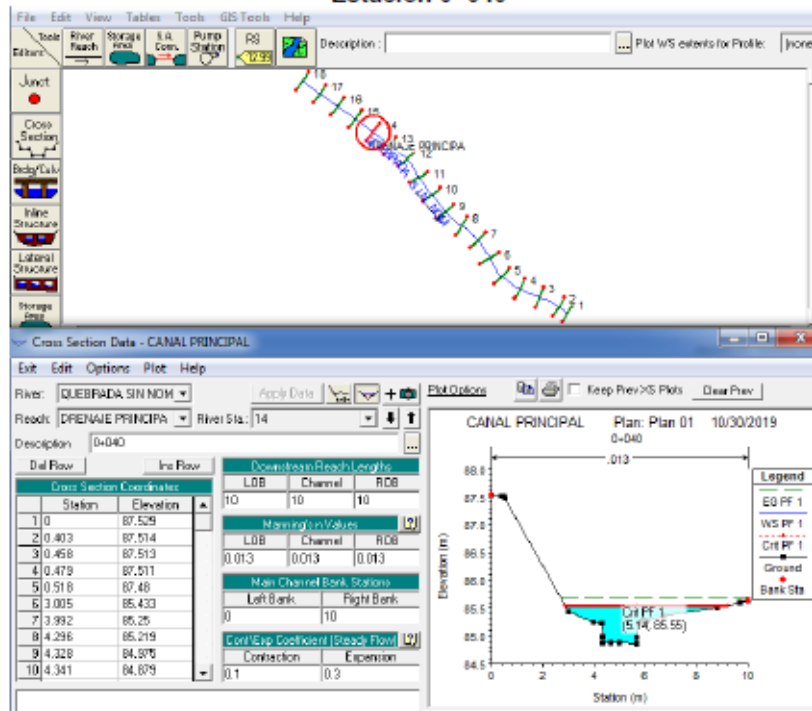 Estación 0+040
File Edit View Tables Tools GIS Tools Help
Tools
Editors
River Reach
Storage Area
S.A. Conn.
Pump Station
RS
Description :
...
Plot WS extents for Profile:
(none
Junct
Cross Section
Brdg/Culv
Inline Structure
Lateral Structure
Storage Area
18
17
16
15
4
13
12
11
10
9
8
7
6
5
4
3
2
1
Cross Section Data - CANAL PRINCIPAL
Exit Edit Options Plot Help
River: QUEBRADA SIN NOM
Apply Data
Reach: DRENAJE PRINCIPA River Sta.: 14
Description 0+040
...
Del Row Ins Row
Cross Section Coordinates
Station Elevation
1 0 87.529
2 0.403 87.514
3 0.458 87.513
4 0.479 87.511
5 0.518 87.48
6 3.005 85.433
7 3.992 85.25
8 4.296 85.219
9 4.328 84.975
10 4.341 84.879
Downstream Reach Lengths
LOB Channel ROB
10 10 10
Manning's n Values
LOB Channel ROB
0.013 0.013 0.013
Main Channel Bank Stations
Left Bank Right Bank
0 10
Cont\Exp Coefficient (Steady Flow)
Contraction Expansion
0.1 0.3
Plot Options
Keep Prev XS Plots Clear Prev
CANAL PRINCIPAL Plan: Plan 01 10/30/2019
0+040
.013
88.0
87.5
87.0
86.5
86.0
85.5
85.0
84.5
Elevation (m)
0 2 4 6 8 10
Station (m)
Crit PF 1
(5.14, 85.55)
Legend
EG PF 1
WS PF 1
Crit PF 1
Ground
Bank Sta